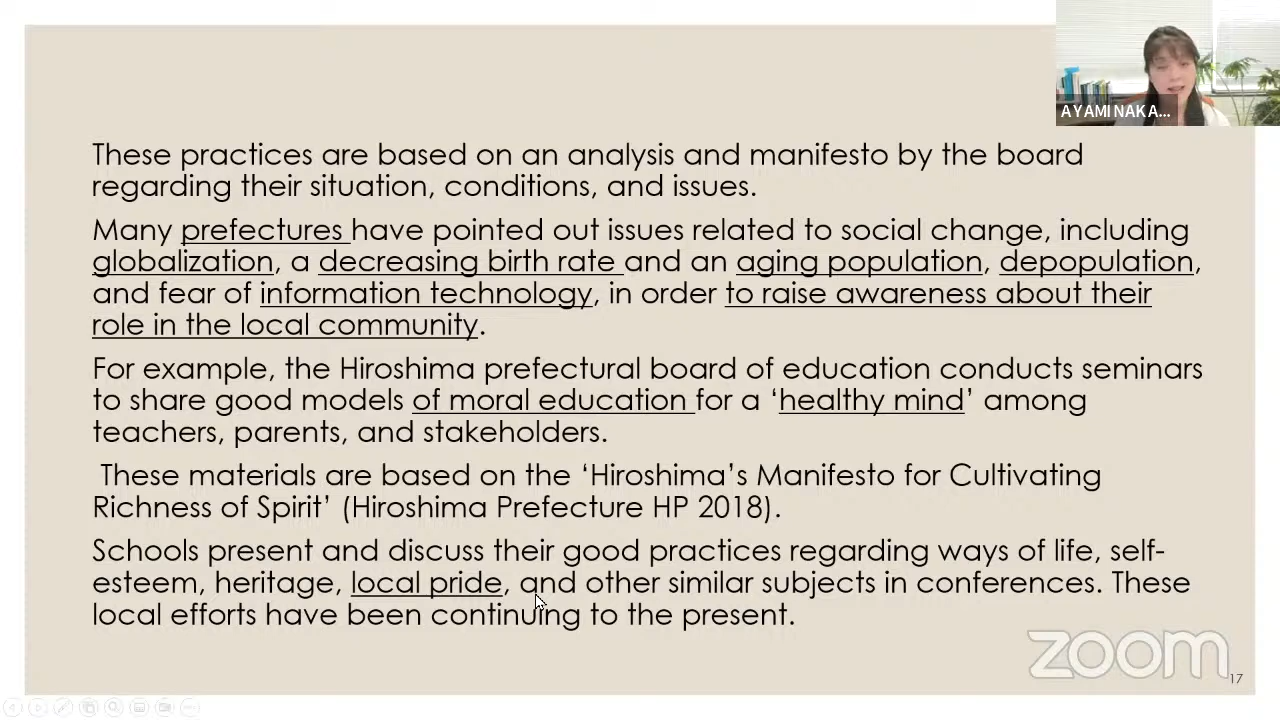 AYAMI NAKA...
These practices are based on an analysis and manifesto by the board
regarding their situation, conditions, and issues.
Many prefectures have pointed out issues related to social change, including
globalization, a decreasing birth rate and an aging population, depopulation,
and fear of information technology, in order to raise awareness about their
role in the local community.
For example, the Hiroshima prefectural board of education conducts seminars
to share good models of moral education for a ‘healthy mind’ among
teachers, parents, and stakeholders.
These materials are based on the ‘Hiroshima’s Manifesto for Cultivating
Richness of Spirit’ (Hiroshima Prefecture HP 2018).
Schools present and discuss their good practices regarding ways of life, self-
esteem, heritage, local pride, and other similar subjects in conferences. These
local efforts have been continuing to the present.
zoom
17